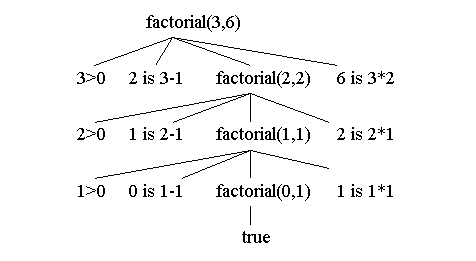 factorial(3,6)
3>0 2 is 3-1 factorial(2,2) 6 is 3*2
2>0 1 is 2-1 factorial(1,1) 2 is 2*1
1>0 0 is 1-1 factorial(0,1) 1 is 1*1
true